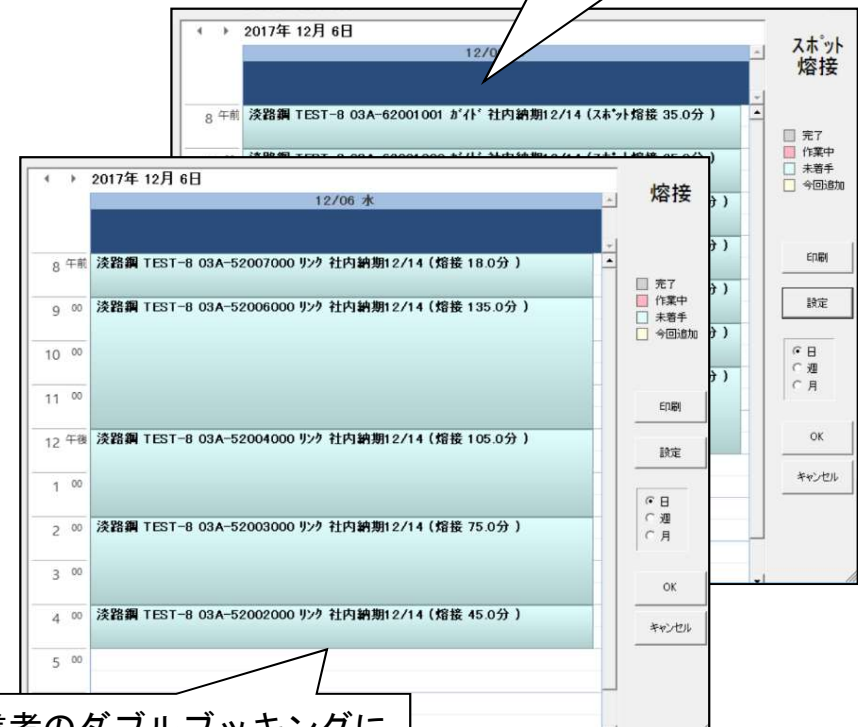 2017年 12月 6日
12/0
スポット
熔接
8 午前 淡路鋼 TEST-8 03A-62001001 ガイド 社内納期12/14 (スポット熔接 35.0分 )
完了
作業中
未着手
今回追加
分 )
分 )
分 )
分 )
分 )
印刷
設定
日
週
月
OK
キャンセル
2017年 12月 6日
12/06 水
熔接
8 午前 淡路鋼 TEST-8 03A-52007000 リンク 社内納期12/14 (熔接 18.0分 )
9 00 淡路鋼 TEST-8 03A-52006000 リンク 社内納期12/14 (熔接 135.0分 )
10 00
11 00
12 午後 淡路鋼 TEST-8 03A-52004000 リンク 社内納期12/14 (熔接 105.0分 )
1 00
2 00 淡路鋼 TEST-8 03A-52003000 リンク 社内納期12/14 (熔接 75.0分 )
3 00
4 00 淡路鋼 TEST-8 03A-52002000 リンク 社内納期12/14 (熔接 45.0分 )
5 00
完了
作業中
未着手
今回追加
印刷
設定
日
週
月
OK
キャンセル
者のダブルブッキングに